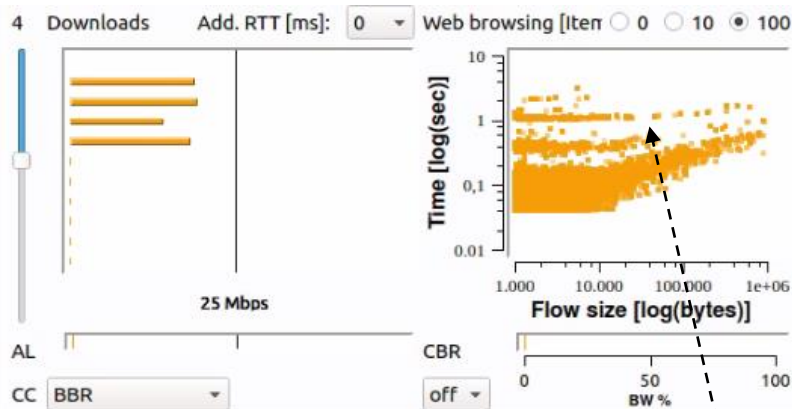 4 Downloads Add. RTT [ms]: 0 Web browsing [Item 0 10 100
10
1
0,1
0.01
Time [log(sec)]
1.000 10.000 100.000 1e+06
25 Mbps
Flow size [log(bytes)]
AL
CBR
0 50 100
CC BBR off
BW %